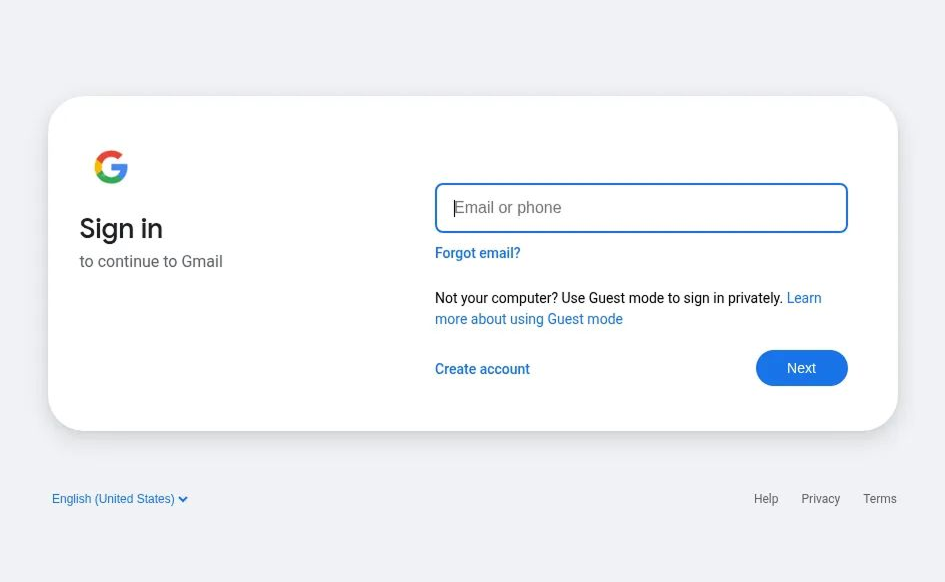 Sign in
to continue to Gmail
Email or phone
Forgot email?
Not your computer? Use Guest mode to sign in privately. Learn
more about using Guest mode
Create account
Next
English (United States)
Help
Privacy
Terms